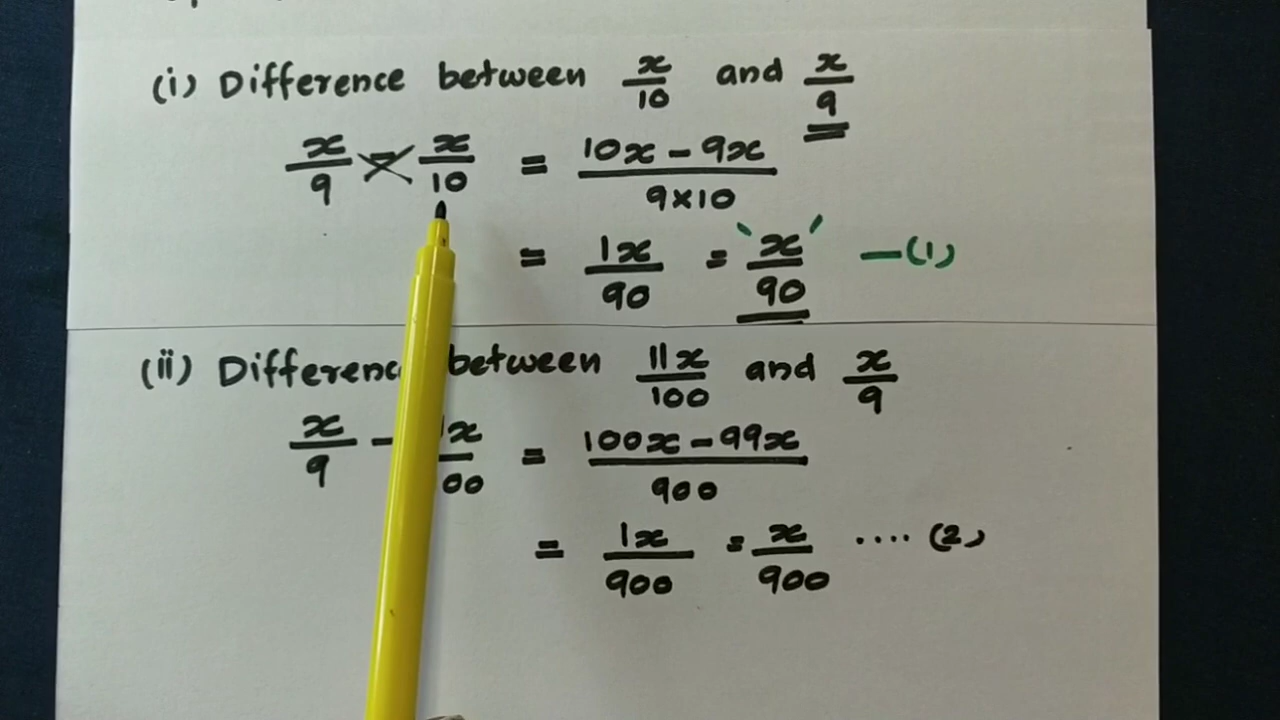 (i) Difference between x/10 and x/9
x/9 - x/10 = 10x - 9x / 9×10
= 1x/90 = 'x'/90 — (1)
(ii) between 11x/100 and x/9
x/9 - = 100x - 99x / 900
= 1x/900 = x/900 .... (2)